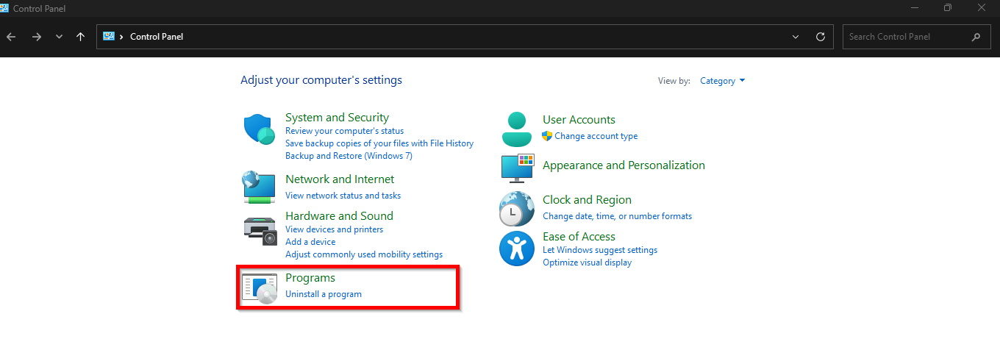 Control Panel
Control Panel
Search Control Panel
Adjust your computer's settings
View by: Category
System and Security
Review your computer's status
Save backup copies of your files with File History
Backup and Restore (Windows 7)
Network and Internet
View network status and tasks
Hardware and Sound
View devices and printers
Add a device
Adjust commonly used mobility settings
Programs
Uninstall a program
User Accounts
Change account type
Appearance and Personalization
Clock and Region
Change date, time, or number formats
Ease of Access
Let Windows suggest settings
Optimize visual display